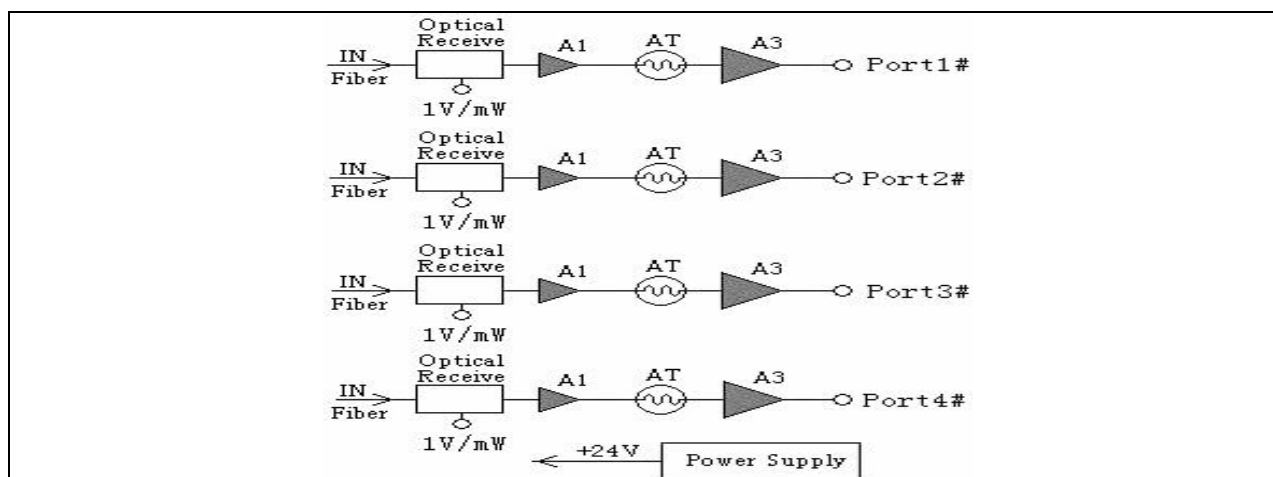 Optical
Receive
IN
Fiber
A1
AT
A3
Port1#
1V/mW
Optical
Receive
IN
Fiber
A1
AT
A3
Port2#
1V/mW
Optical
Receive
IN
Fiber
A1
AT
A3
Port3#
1V/mW
Optical
Receive
IN
Fiber
A1
AT
A3
Port4#
1V/mW
+24V
Power Supply